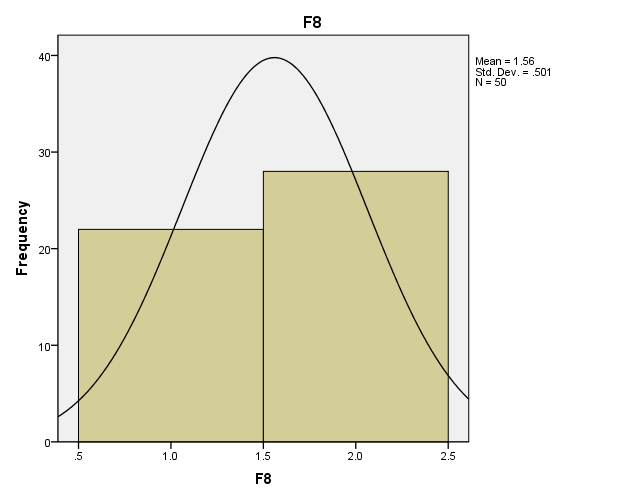 F8
Mean = 1.56
Std. Dev. = .501
N = 50
Frequency
40
30
20
10
0
.5 1.0 1.5 2.0 2.5
F8